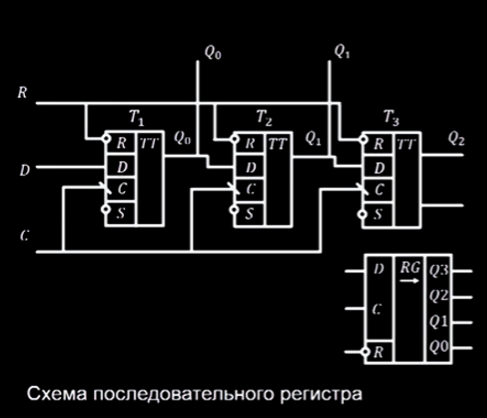 Q₀ Q₁
R
T₁ T₂ T₃
R TT Q₀ R TT Q₁ R TT Q₂
D D D D
C C C
S S S
C
D RG Q3
→ Q2
C Q1
R Q0
Схема последовательного регистра